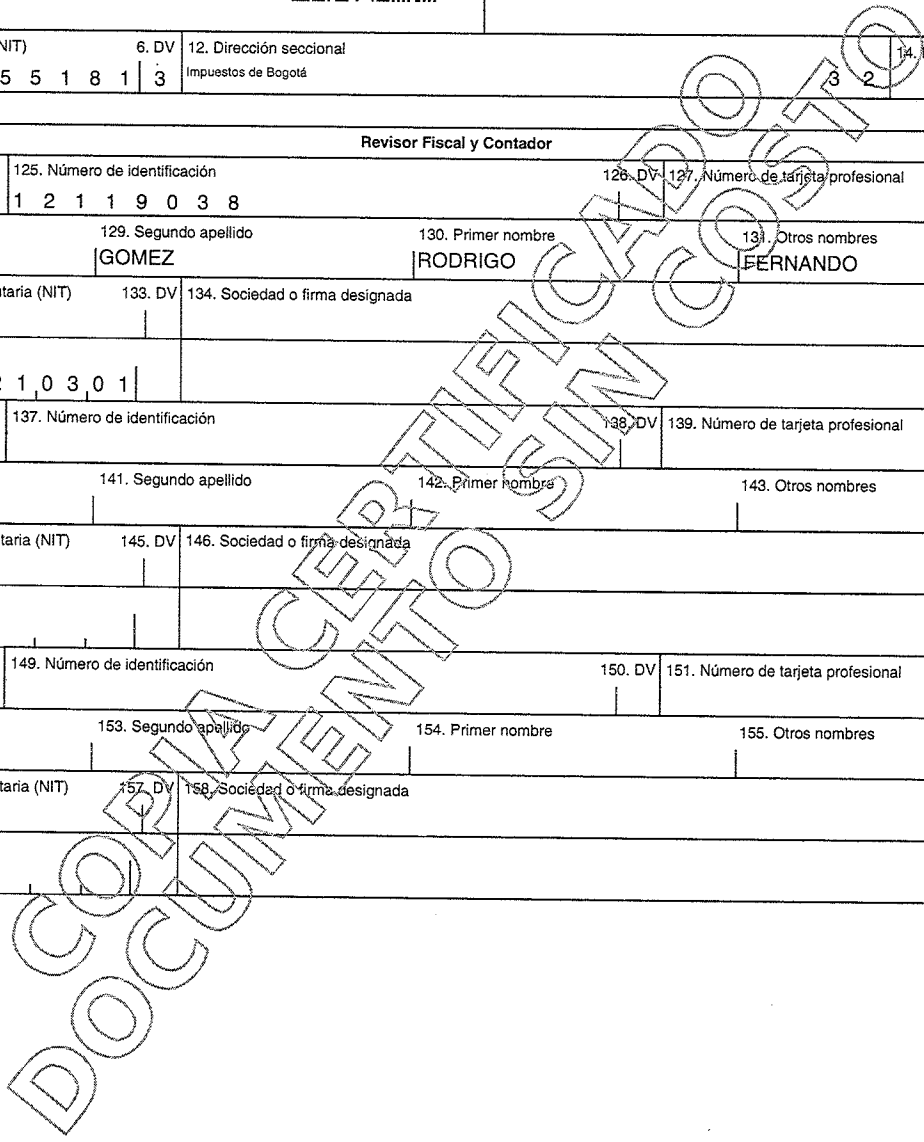 NIT) 6. DV 12. Dirección seccional 14.
5 5 1 8 1 3 Impuestos de Bogotá 3 2
Revisor Fiscal y Contador
125. Número de identificación 126. DV 127. Número de tarjeta profesional
1 2 1 1 9 0 3 8
129. Segundo apellido 130. Primer nombre 131. Otros nombres
GOMEZ RODRIGO FERNANDO
taria (NIT) 133. DV 134. Sociedad o firma designada
1 0 3 0 1
137. Número de identificación 138. DV 139. Número de tarjeta profesional
141. Segundo apellido 142. Primer nombre 143. Otros nombres
taria (NIT) 145. DV 146. Sociedad o firma designada
149. Número de identificación 150. DV 151. Número de tarjeta profesional
153. Segundo apellido 154. Primer nombre 155. Otros nombres
taria (NIT) 157. DV 158. Sociedad o firma designada
COPIA CERTIFICADO
DOCUMENTO SIN COSTO